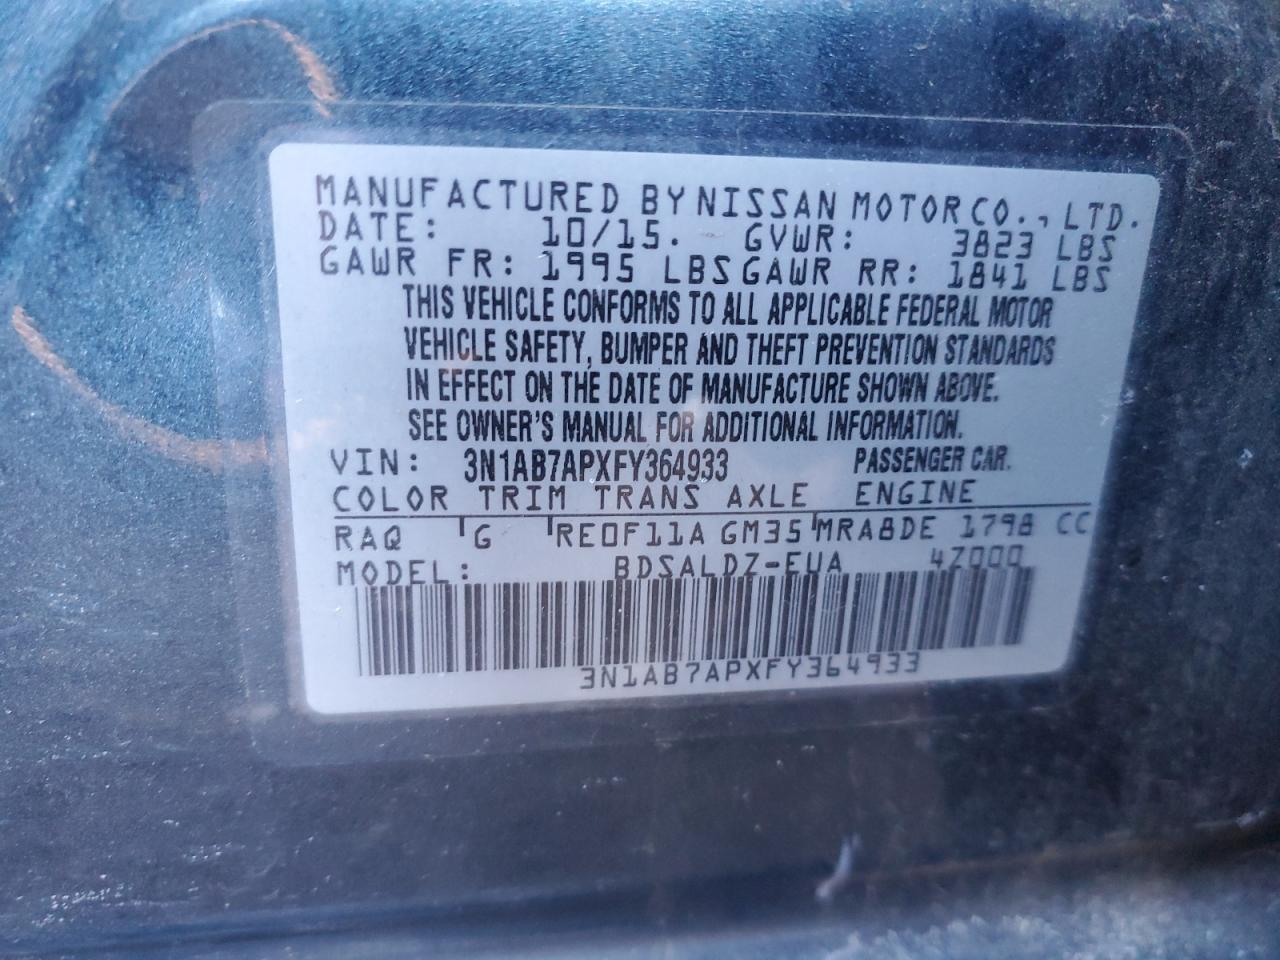 MANUFACTURED BY NISSAN MOTOR CO., LTD.
DATE: 10/15. GVWR: 3823 LBS
GAWR FR: 1995 LBS GAWR RR: 1841 LBS
THIS VEHICLE CONFORMS TO ALL APPLICABLE FEDERAL MOTOR
VEHICLE SAFETY, BUMPER AND THEFT PREVENTION STANDARDS
IN EFFECT ON THE DATE OF MANUFACTURE SHOWN ABOVE.
SEE OWNER'S MANUAL FOR ADDITIONAL INFORMATION.
VIN: 3N1AB7APXFY364933 PASSENGER CAR.
COLOR TRIM TRANS AXLE ENGINE
RAQ G RE0F11A GM35 MRA8DE 1798 CC
MODEL: BDSALDZ-EUA 4Z000
3N1AB7APXFY364933